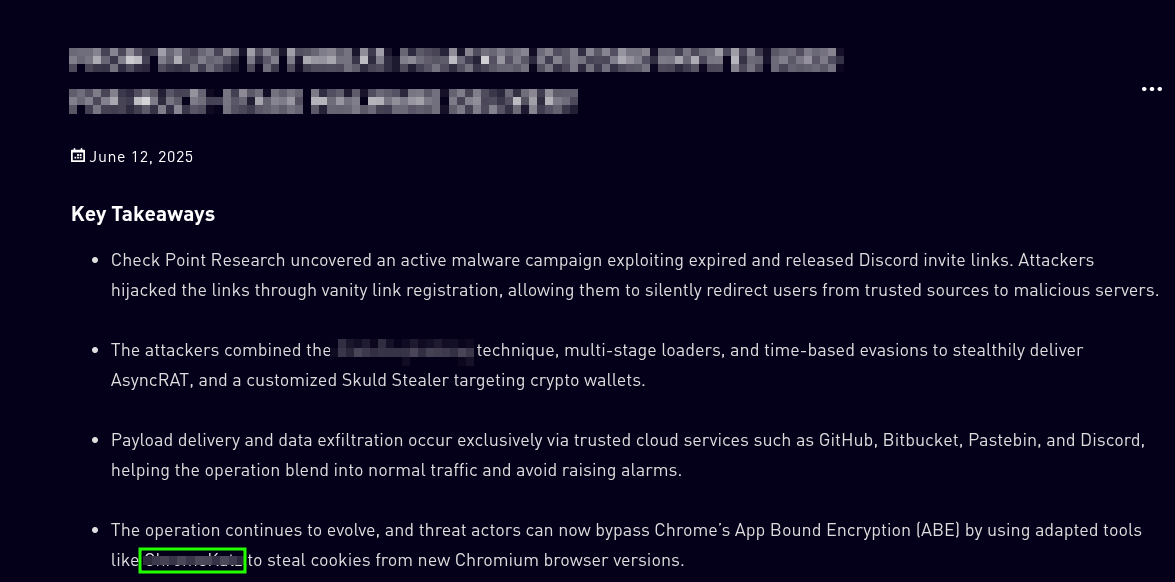 June 12, 2025
Key Takeaways
Check Point Research uncovered an active malware campaign exploiting expired and released Discord invite links. Attackers
hijacked the links through vanity link registration, allowing them to silently redirect users from trusted sources to malicious servers.
The attackers combined the technique, multi-stage loaders, and time-based evasions to stealthily deliver
AsyncRAT, and a customized Skuld Stealer targeting crypto wallets.
Payload delivery and data exfiltration occur exclusively via trusted cloud services such as GitHub, Bitbucket, Pastebin, and Discord,
helping the operation blend into normal traffic and avoid raising alarms.
The operation continues to evolve, and threat actors can now bypass Chrome’s App Bound Encryption (ABE) by using adapted tools
like to steal cookies from new Chromium browser versions.